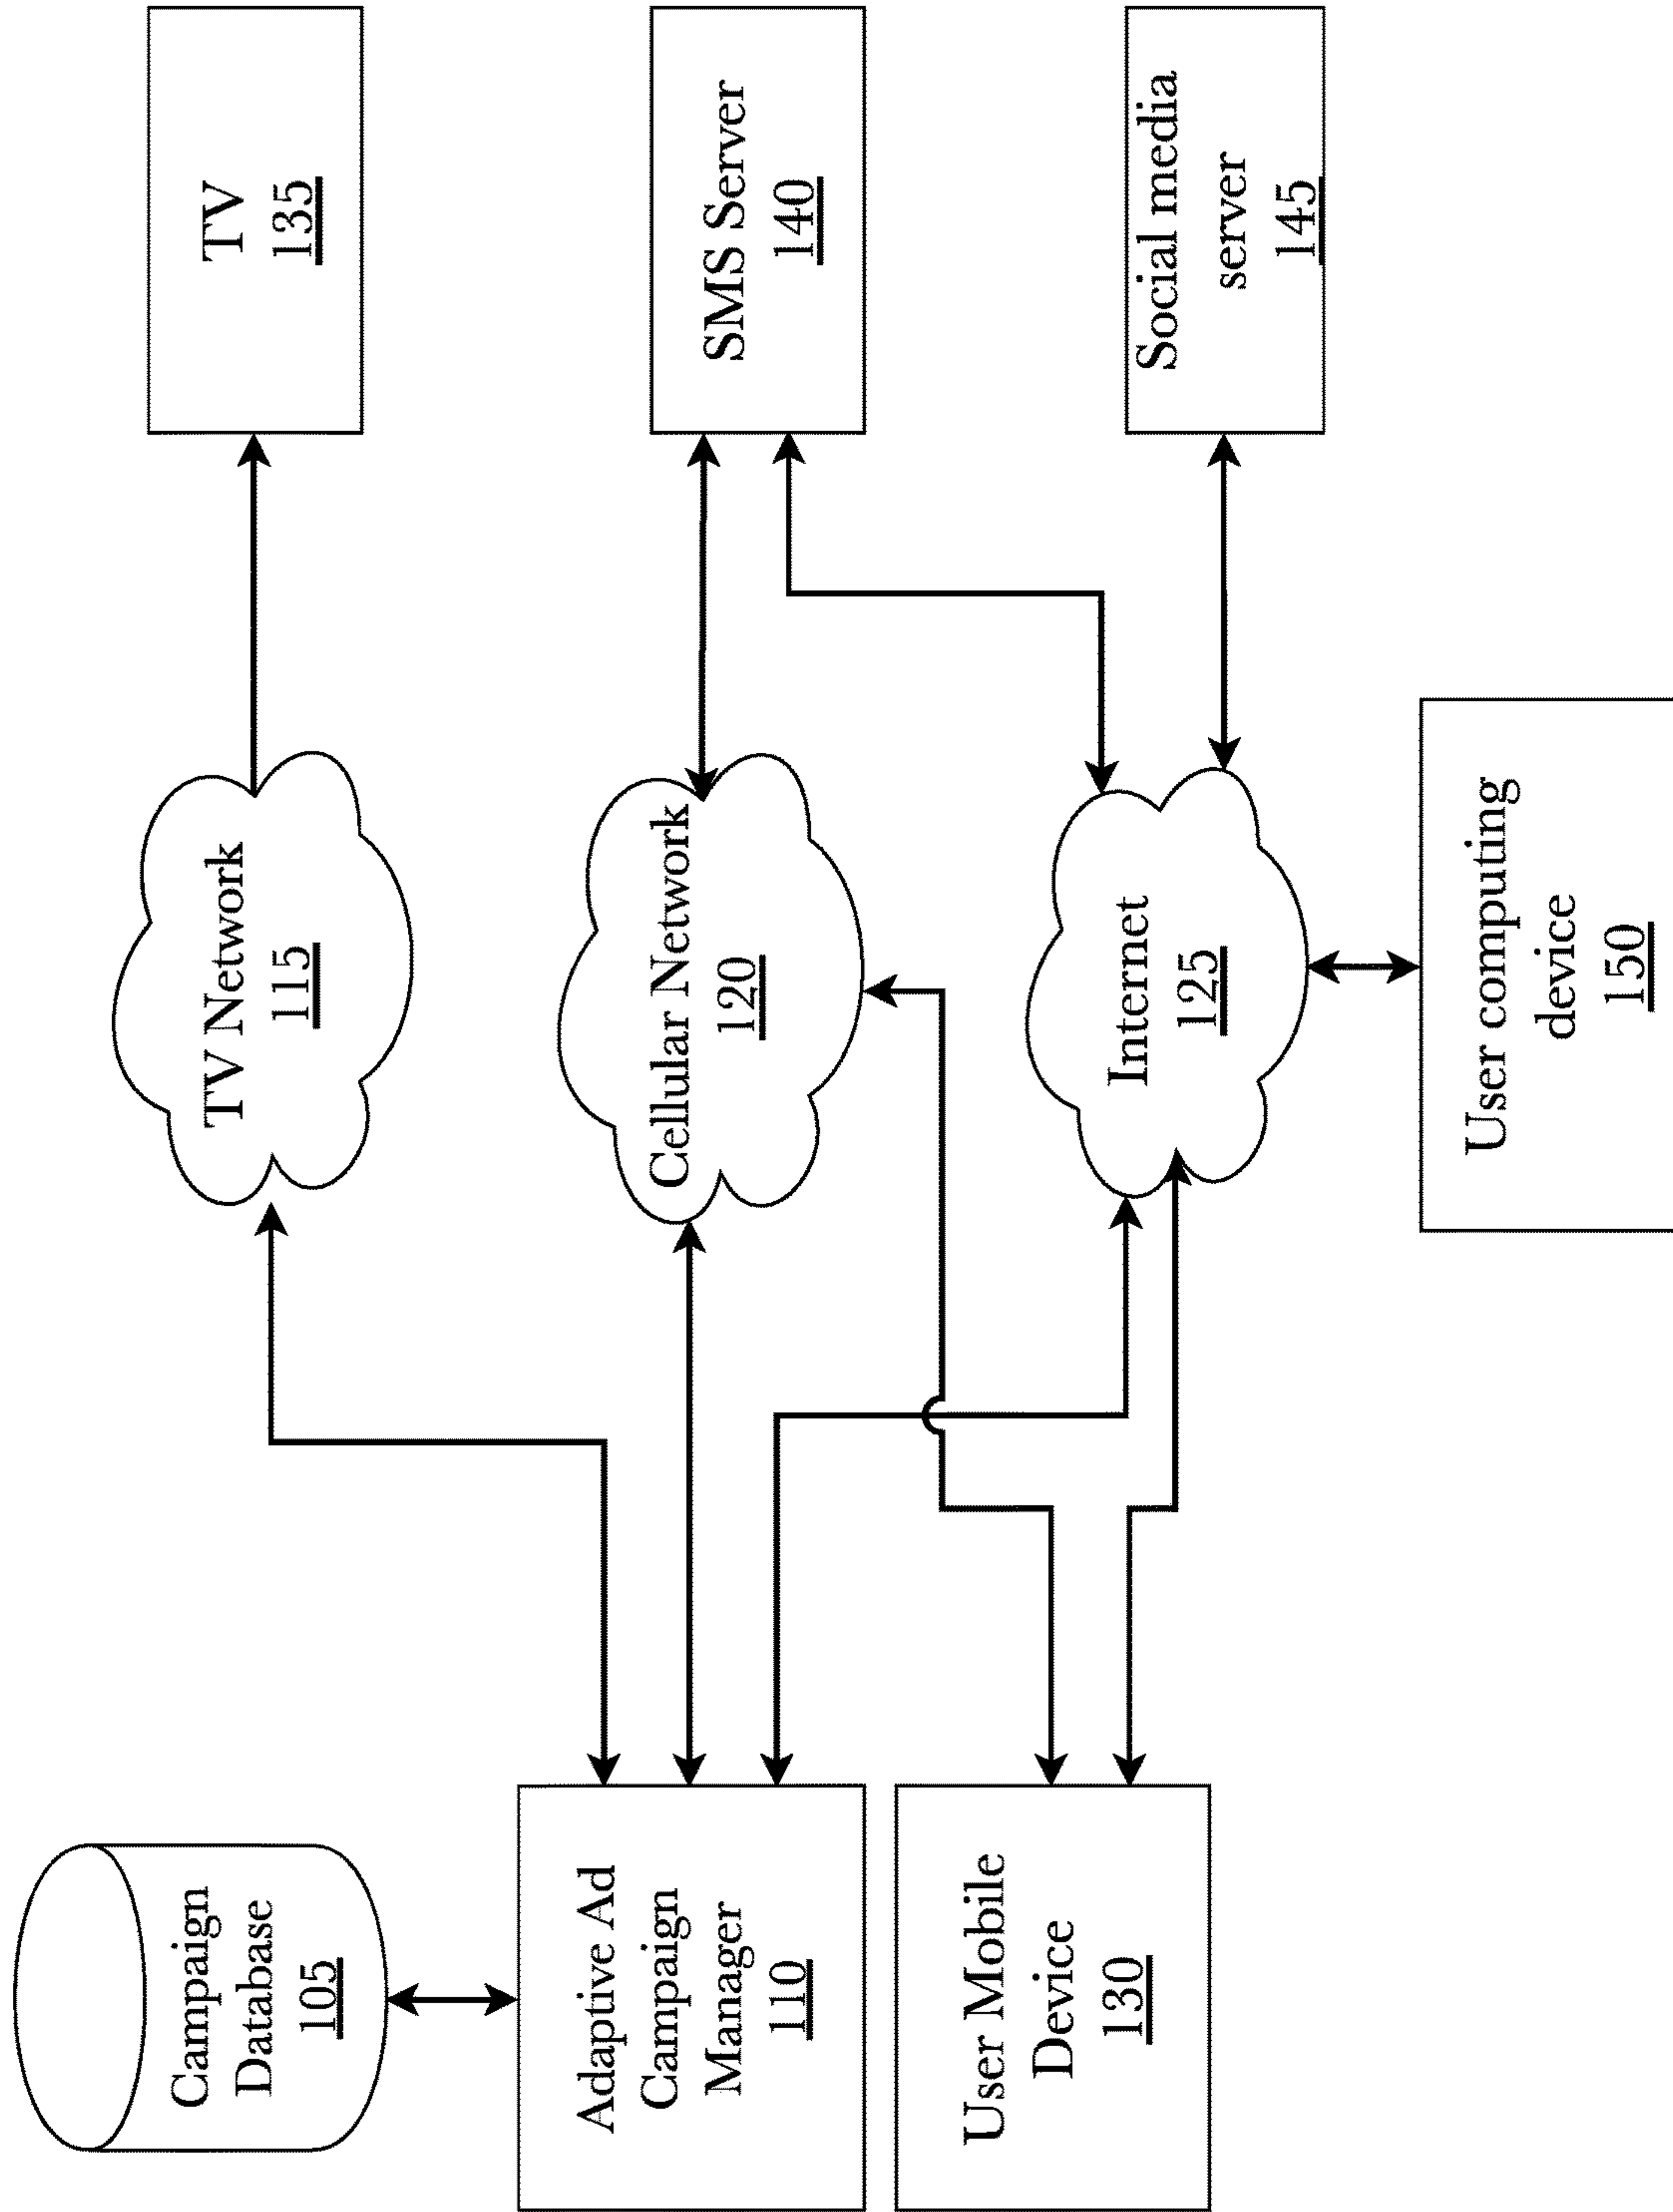 Campaign
Database
105
Adaptive Ad
Campaign
Manager
110
User Mobile
Device
130
TV Network
115
Cellular Network
120
Internet
125
User computing
device
150
TV
135
SMS Server
140
Social media
server
145